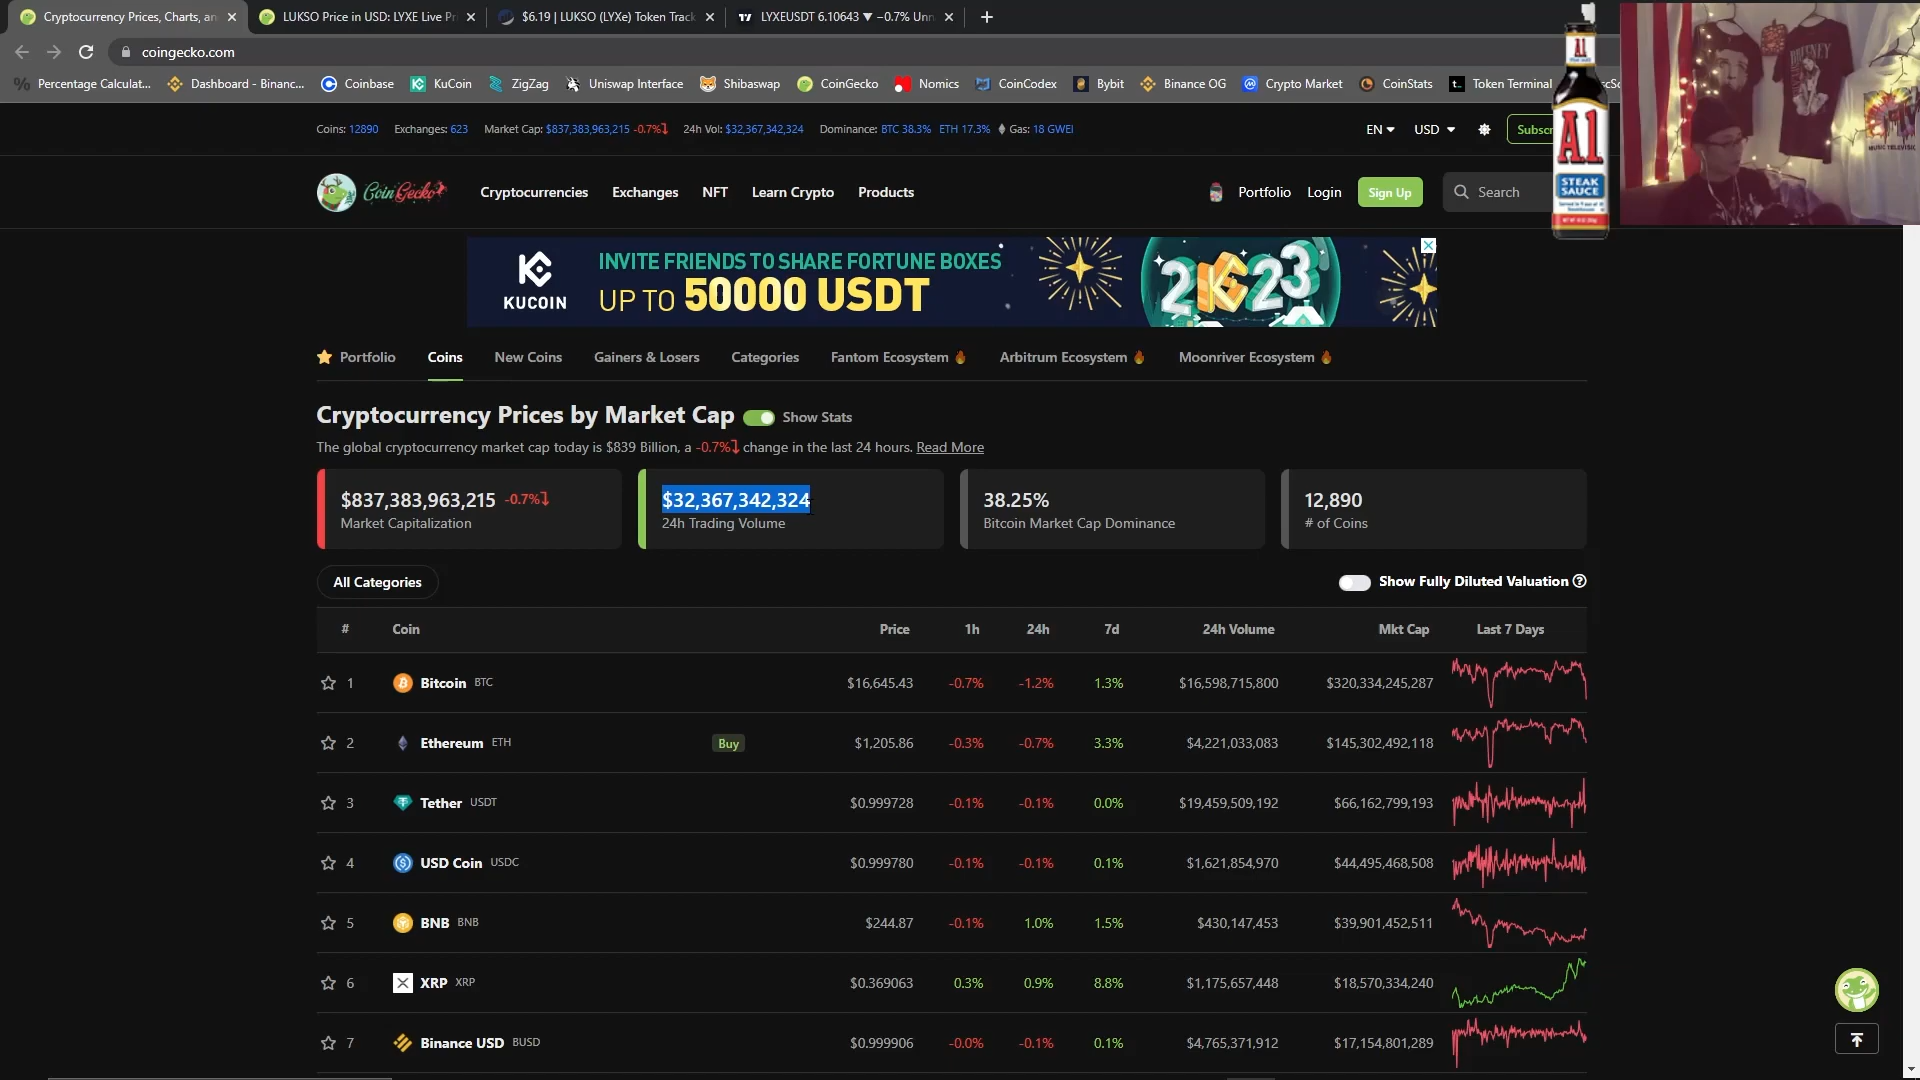 Cryptocurrency Prices, Charts, an
LUKSO Price in USD: LYXE Live Pri
$6.19 | LUKSO (LYXe) Token Track
LYXEUSDT 6.10643 ▼ −0.7% Unn
coingecko.com
Percentage Calculat... Dashboard - Binanc... Coinbase KuCoin ZigZag Uniswap Interface Shibaswap CoinGecko Nomics CoinCodex Bybit Binance OG Crypto Market CoinStats Token Terminal
Coins: 12890 Exchanges: 623 Market Cap: $837,383,963,215 -0.7% 24h Vol: $32,367,342,324 Dominance: BTC 38.3% ETH 17.3% Gas: 18 GWEI
EN USD Subscr
CoinGecko Cryptocurrencies Exchanges NFT Learn Crypto Products
Portfolio Login Sign Up Search
A1
A1
STEAK
SAUCE
KUCOIN
INVITE FRIENDS TO SHARE FORTUNE BOXES
UP TO 50000 USDT
2K23
Portfolio Coins New Coins Gainers & Losers Categories Fantom Ecosystem Arbitrum Ecosystem Moonriver Ecosystem
Cryptocurrency Prices by Market Cap Show Stats
The global cryptocurrency market cap today is $839 Billion, a -0.7% change in the last 24 hours. Read More
$837,383,963,215 -0.7%
Market Capitalization
$32,367,342,324
24h Trading Volume
38.25%
Bitcoin Market Cap Dominance
12,890
# of Coins
All Categories Show Fully Diluted Valuation
# Coin Price 1h 24h 7d 24h Volume Mkt Cap Last 7 Days
1 Bitcoin BTC $16,645.43 -0.7% -1.2% 1.3% $16,598,715,800 $320,334,245,287
2 Ethereum ETH Buy $1,205.86 -0.3% -0.7% 3.3% $4,221,033,083 $145,302,492,118
3 Tether USDT $0.999728 -0.1% -0.1% 0.0% $19,459,509,192 $66,162,799,193
4 USD Coin USDC $0.999780 -0.1% -0.1% 0.1% $1,621,854,970 $44,495,468,508
5 BNB BNB $244.87 -0.1% 1.0% 1.5% $430,147,453 $39,901,452,511
6 XRP XRP $0.369063 0.3% 0.9% 8.8% $1,175,657,448 $18,570,334,240
7 Binance USD BUSD $0.999906 -0.0% -0.1% 0.1% $4,765,371,912 $17,154,801,289